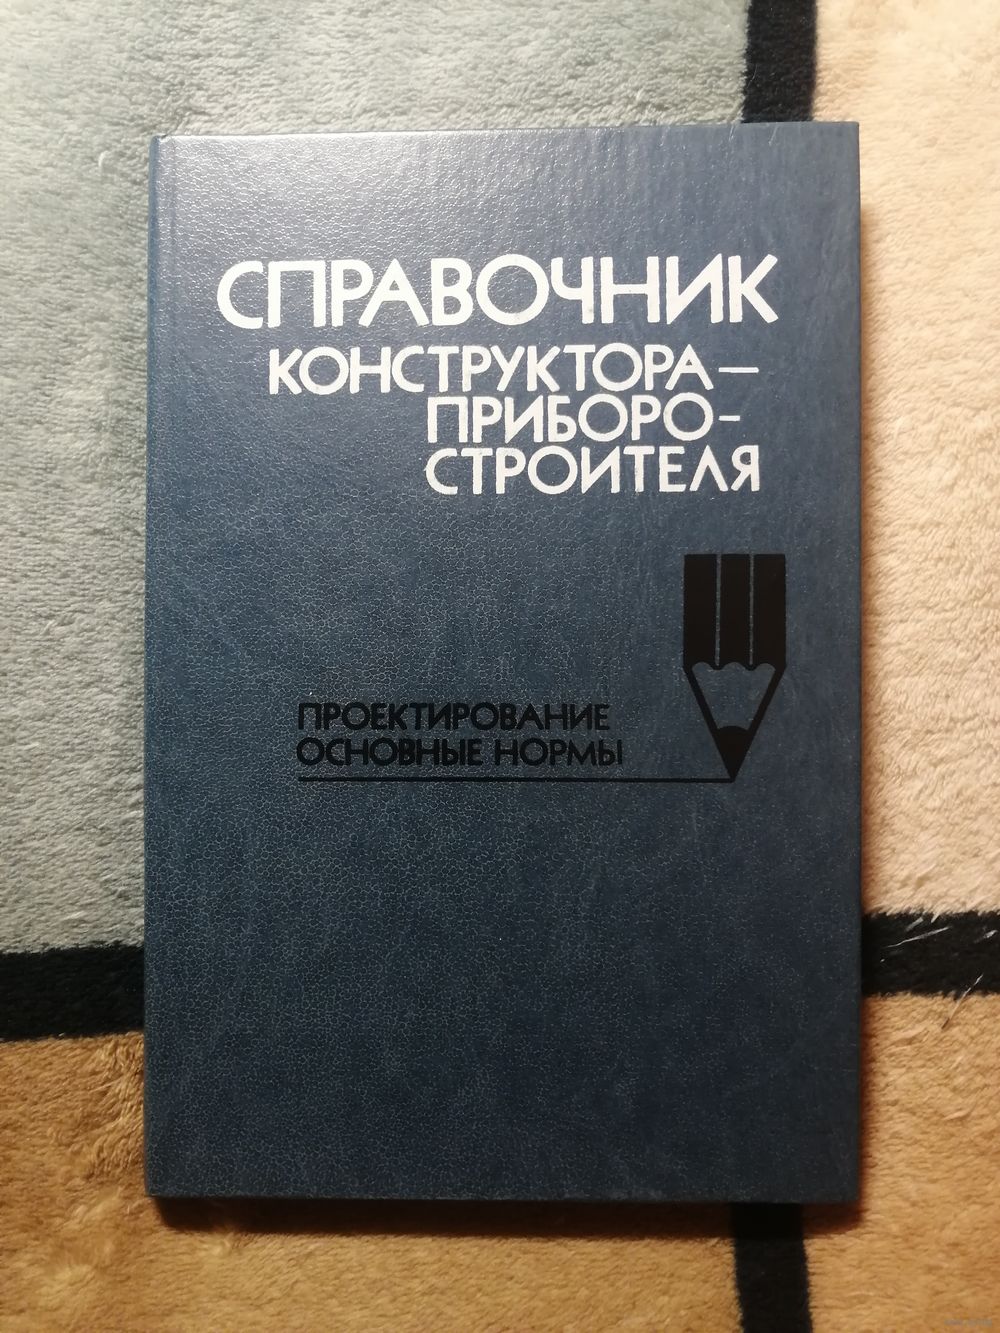 СПРАВОЧНИК
КОНСТРУКТОРА—
ПРИБОРО-
СТРОИТЕЛЯ
ПРОЕКТИРОВАНИЕ
ОСНОВНЫЕ НОРМЫ